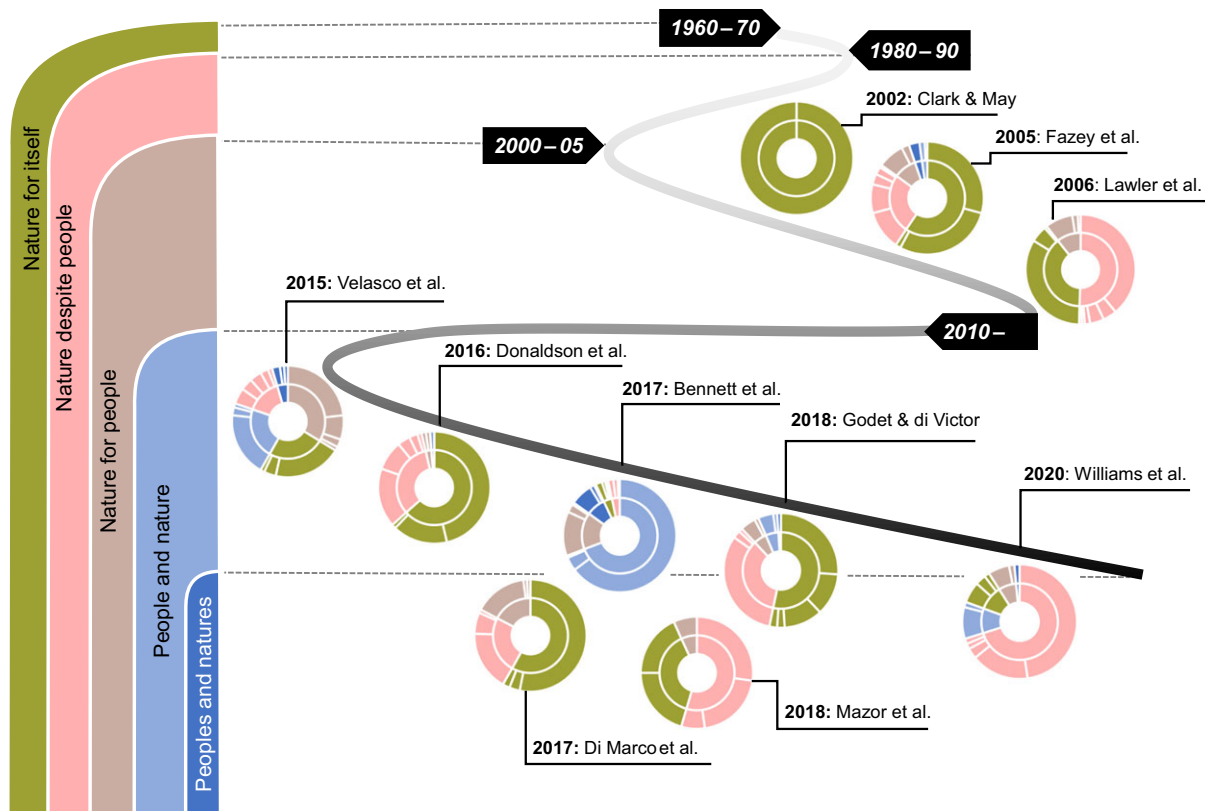 1960–70
1980–90
2002: Clark & May
2000–05
2005: Fazey et al.
2006: Lawler et al.
2015: Velasco et al.
2010–
2016: Donaldson et al.
2017: Bennett et al.
2018: Godet & di Victor
2020: Williams et al.
2018: Mazor et al.
2017: Di Marco et al.
Nature for itself
Nature despite people
Nature for people
People and nature
Peoples and natures